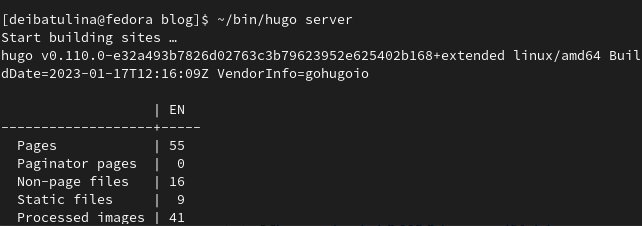 [deibatulina@fedora blog]$ ~/bin/hugo server
Start building sites …
hugo v0.110.0-e32a493b7826d02763c3b79623952e625402b168+extended linux/amd64 Buil
dDate=2023-01-17T12:16:09Z VendorInfo=gohugoio
                   | EN
-------------------+-----
  Pages            | 55
  Paginator pages  |  0
  Non-page files   | 16
  Static files     |  9
  Processed images | 41